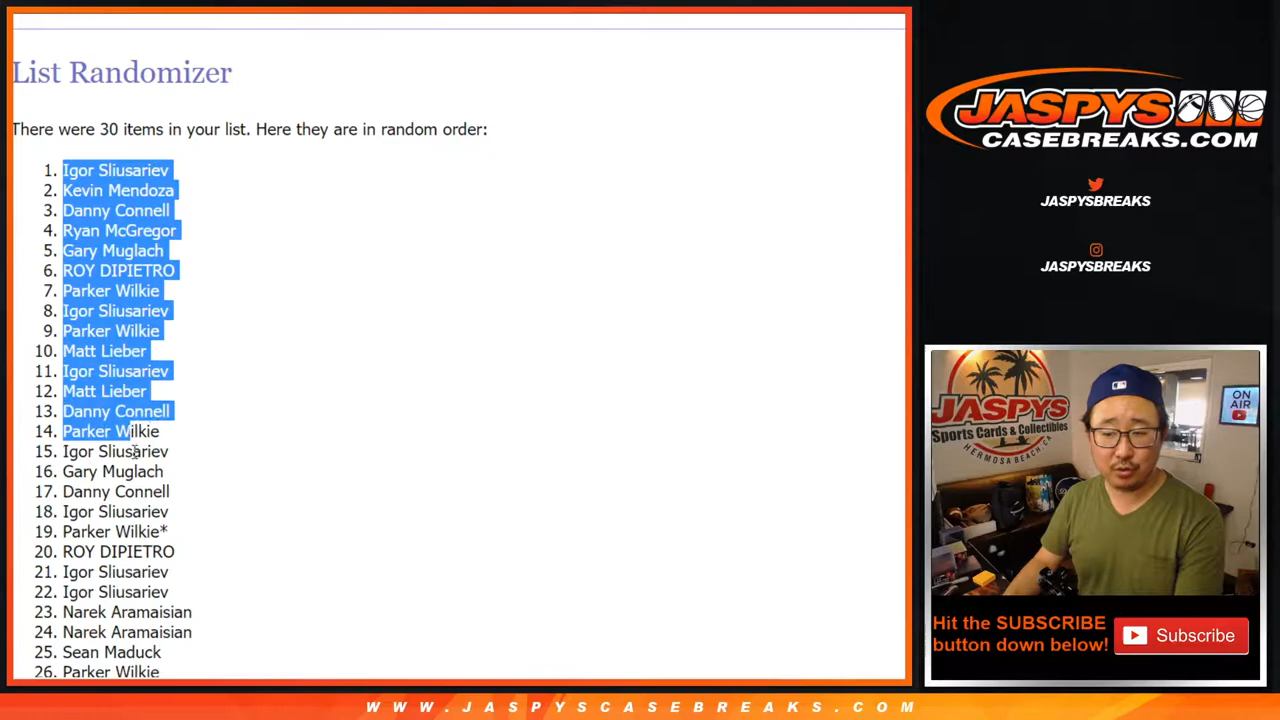 List Randomizer
There were 30 items in your list. Here they are in random order:
1. Igor Sliusariev
2. Kevin Mendoza
3. Danny Connell
4. Ryan McGregor
5. Gary Muglach
6. ROY DIPIETRO
7. Parker Wilkie
8. Igor Sliusariev
9. Parker Wilkie
10. Matt Lieber
11. Igor Sliusariev
12. Matt Lieber
13. Danny Connell
14. Parker Wilkie
15. Igor Sliusariev
16. Gary Muglach
17. Danny Connell
18. Igor Sliusariev
19. Parker Wilkie*
20. ROY DIPIETRO
21. Igor Sliusariev
22. Igor Sliusariev
23. Narek Aramaisian
24. Narek Aramaisian
25. Sean Maduck
26. Parker Wilkie
JASPYS
CASEBREAKS.COM
JASPYSBREAKS
JASPYSBREAKS
JASPYS
Sports Cards & Collectibles
HERMOSA BEACH, CA
ON
AIR
Hit the SUBSCRIBE
button down below!
Subscribe
WWW.JASPYSCASEBREAKS.COM